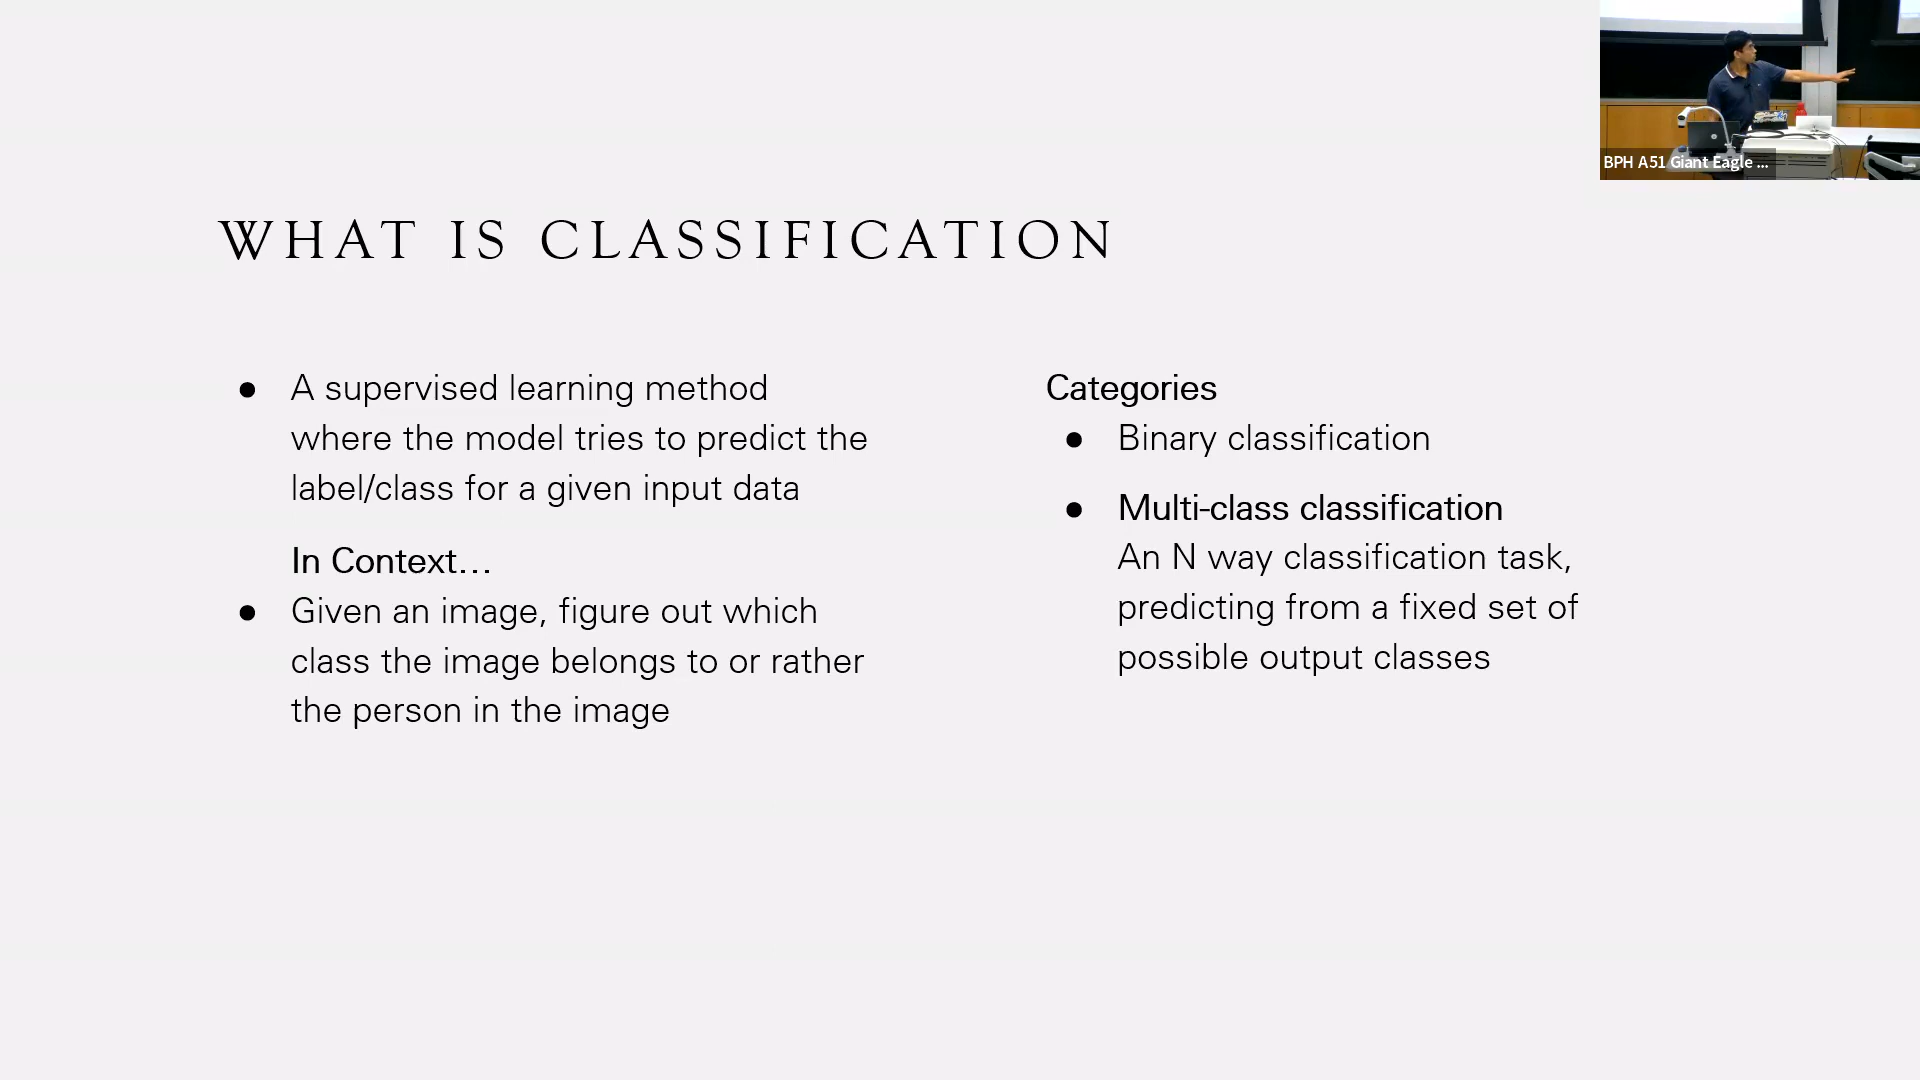 WHAT IS CLASSIFICATION
● A supervised learning method
where the model tries to predict the
label/class for a given input data
In Context...
● Given an image, figure out which
class the image belongs to or rather
the person in the image
Categories
● Binary classification
● Multi-class classification
An N way classification task,
predicting from a fixed set of
possible output classes
BPH A51 Giant Eagle ...